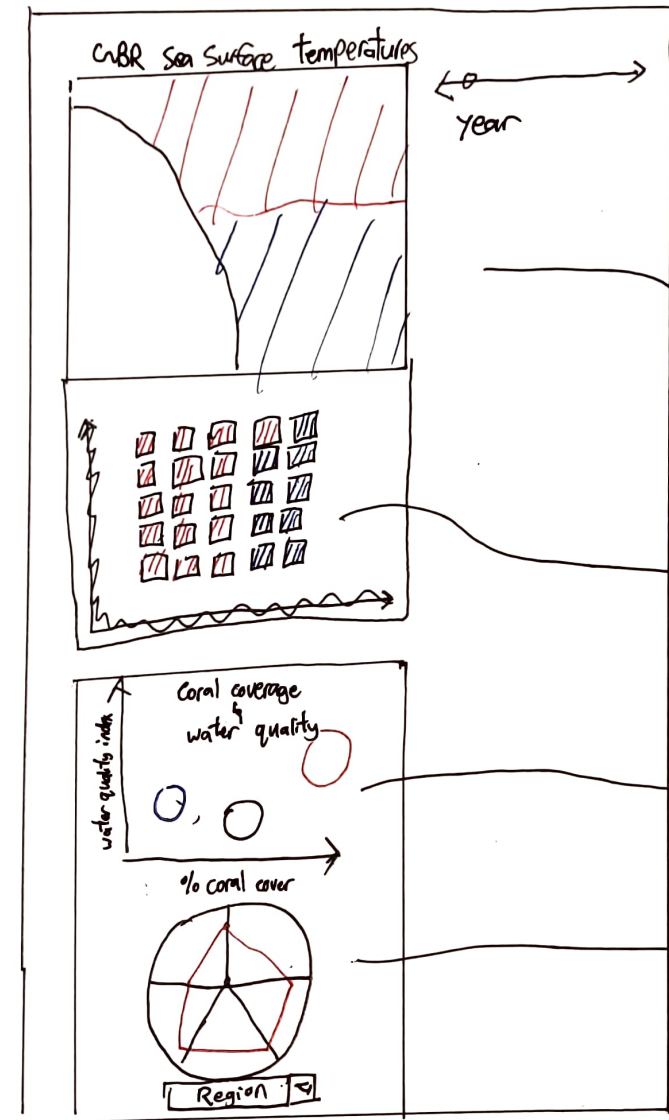 GBR Sea Surface temperatures
year
Coral coverage
&
water quality
water quality index
% coral cover
Region